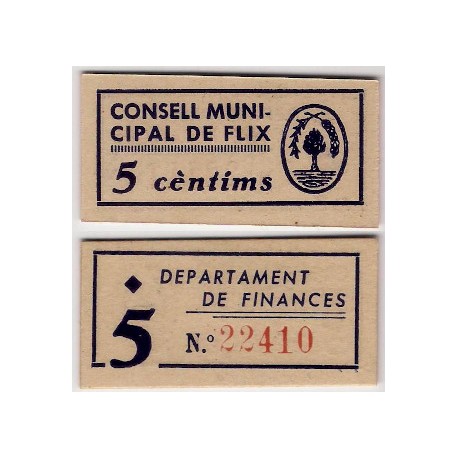 CONSELL MUNI-
CIPAL DE FLIX
5 cèntims
DEPARTAMENT
DE FINANCES
5 N.º 22410